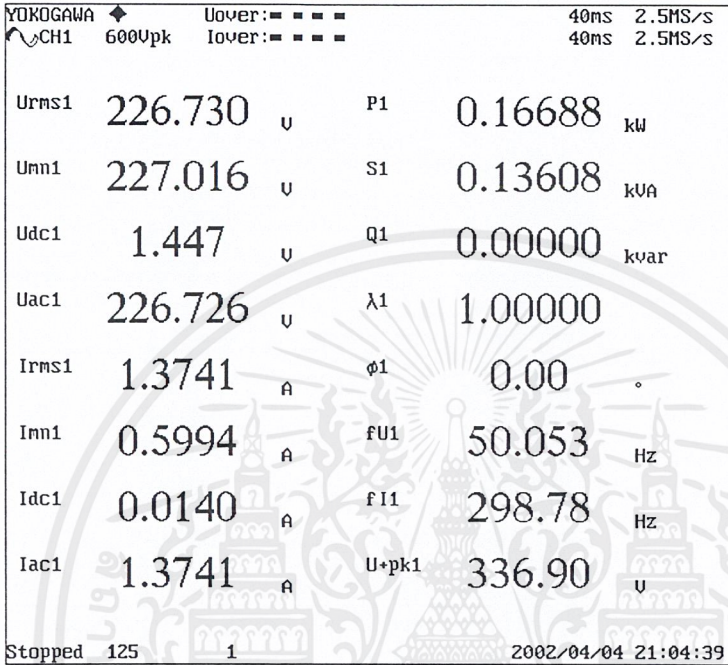 YOKOGAWA ◆ Uover:= = = = 40ms 2.5MS/s
CH1 600Vpk Iover:= = = = 40ms 2.5MS/s
Urms1 226.730 V P1 0.16688 kW
Umn1 227.016 V S1 0.13608 kVA
Udc1 1.447 V Q1 0.00000 kvar
Uac1 226.726 V λ1 1.00000
Irms1 1.3741 A φ1 0.00 °
Imn1 0.5994 A fU1 50.053 Hz
Idc1 0.0140 A fI1 298.78 Hz
Iac1 1.3741 A U+pk1 336.90 V
Stopped 125 1 2002/04/04 21:04:39